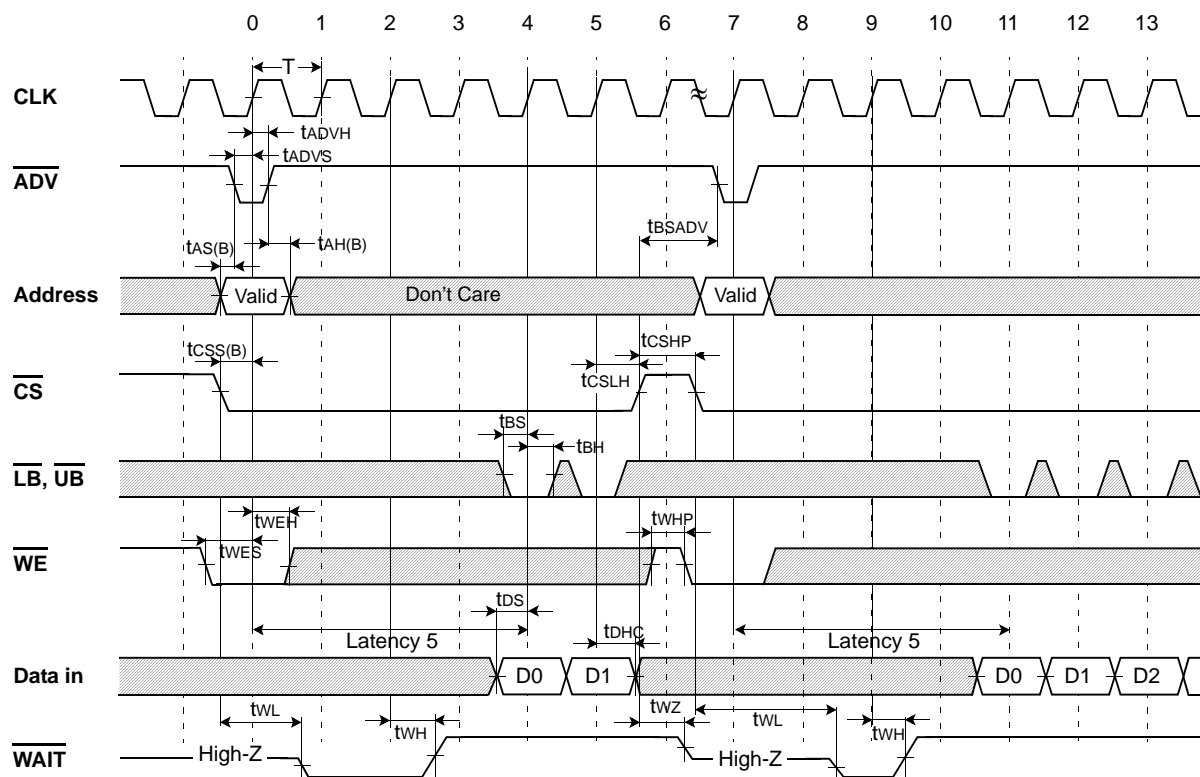 0 1 2 3 4 5 6 7 8 9 10 11 12 13
T
CLK
tADVH
tADVS
ADV
tBSADV
tAS(B) tAH(B)
Address Valid Don't Care Valid
tCSS(B) tCSHP
tCSLH
CS
tBS
tBH
LB, UB
tWEH tWHP
tWES
WE
tDS
tDHC
Latency 5 Latency 5
Data in D0 D1 D0 D1 D2
tWL tWH tWZ tWL tWH
High-Z High-Z
WAIT